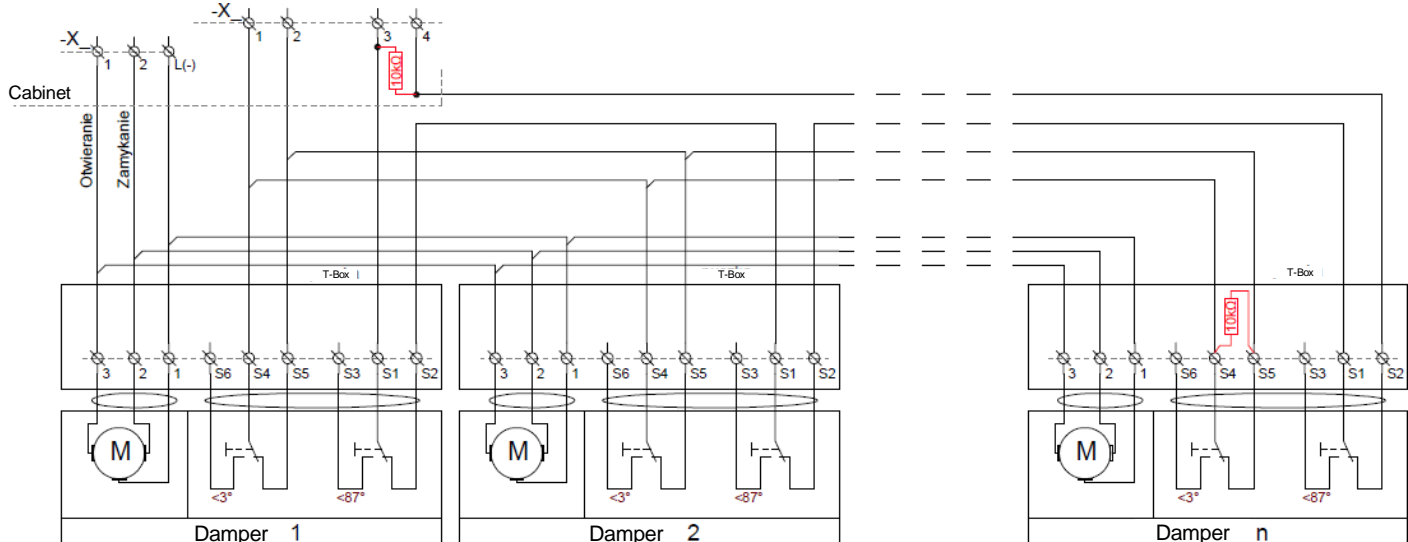 -X_
1 2 3 4
-X_
1 2 L(-)
10kΩ
Cabinet
Otwieranie
Zamykanie
T-Box
T-Box
T-Box
10kΩ
3 2 1 S6 S4 S5 S3 S1 S2
3 2 1 S6 S4 S5 S3 S1 S2
3 2 1 S6 S4 S5 S3 S1 S2
M
M
M
<3° <87°
<3° <87°
<3° <87°
Damper 1
Damper 2
Damper n